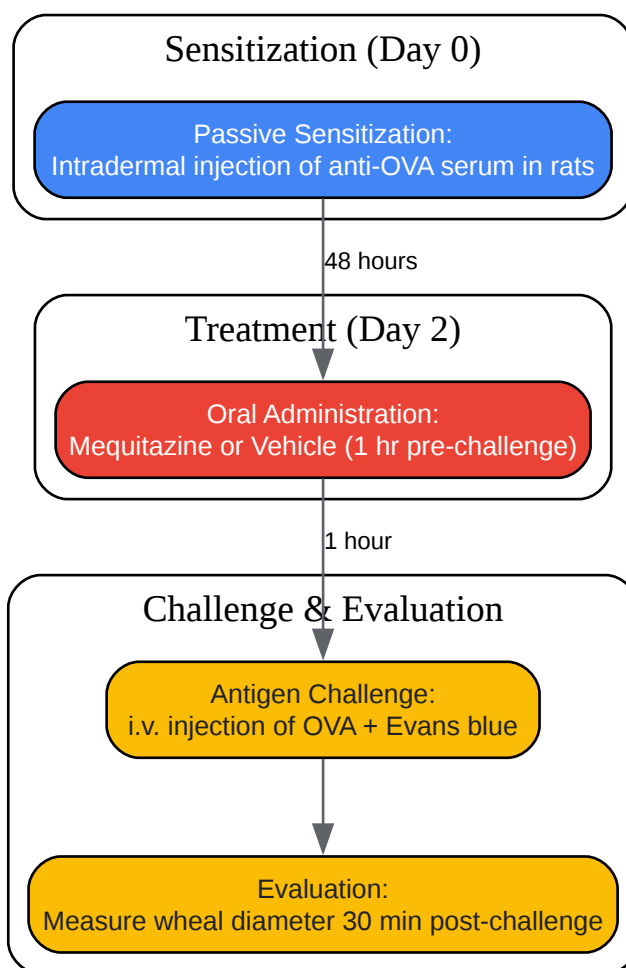 Sensitization (Day 0)
Passive Sensitization:
Intradermal injection of anti-OVA serum in rats
48 hours
Treatment (Day 2)
Oral Administration:
Mequitazine or Vehicle (1 hr pre-challenge)
1 hour
Challenge & Evaluation
Antigen Challenge:
i.v. injection of OVA + Evans blue
Evaluation:
Measure wheal diameter 30 min post-challenge